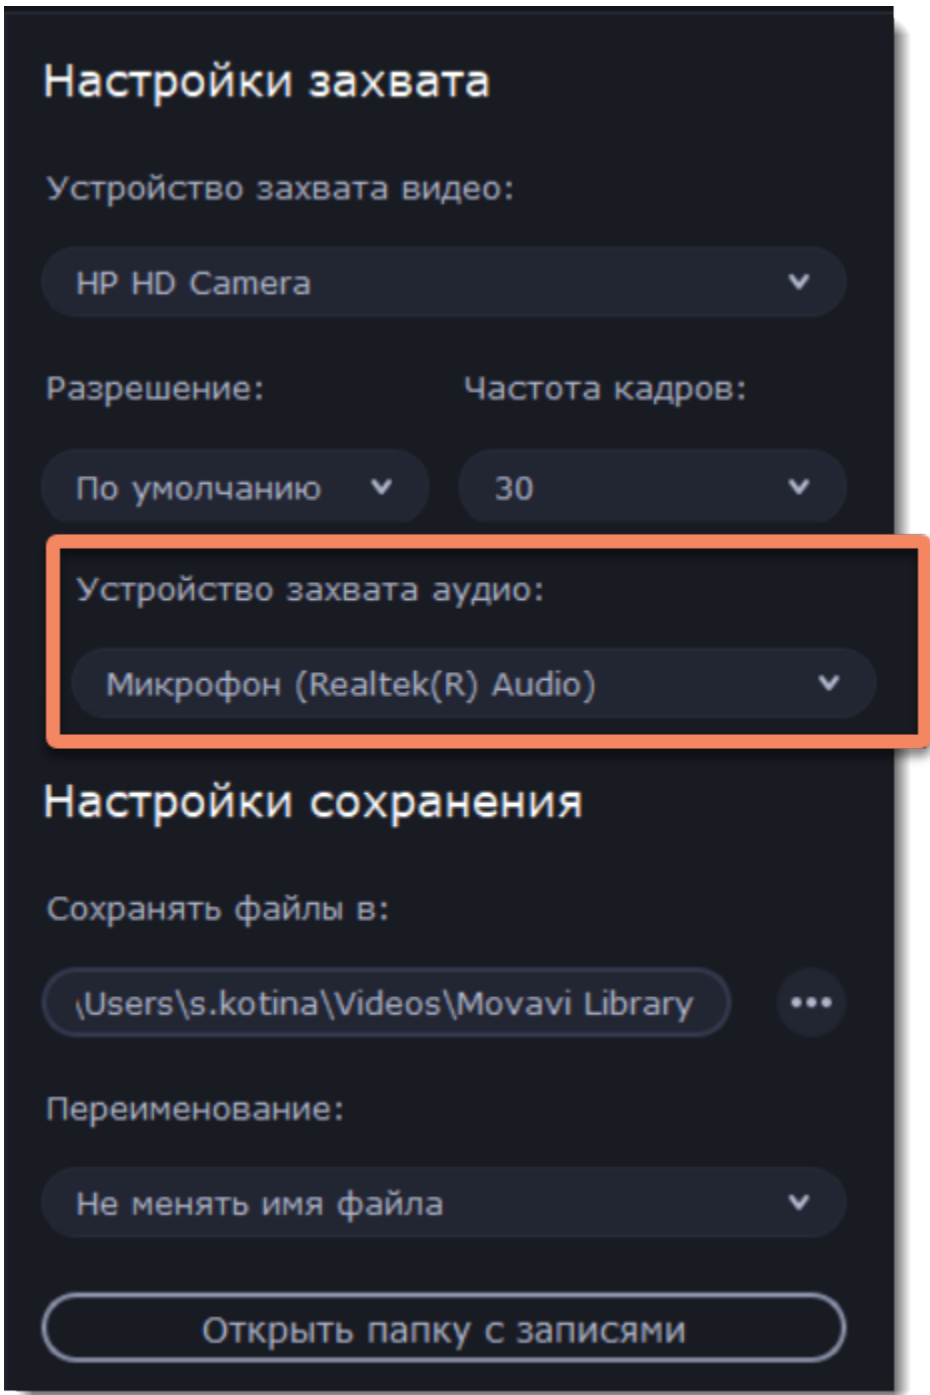 Настройки захвата
Устройство захвата видео:
HP HD Camera
Разрешение: Частота кадров:
По умолчанию 30
Устройство захвата аудио:
Микрофон (Realtek(R) Audio)
Настройки сохранения
Сохранять файлы в:
\Users\s.kotina\Videos\Movavi Library
Переименование:
Не менять имя файла
Открыть папку с записями